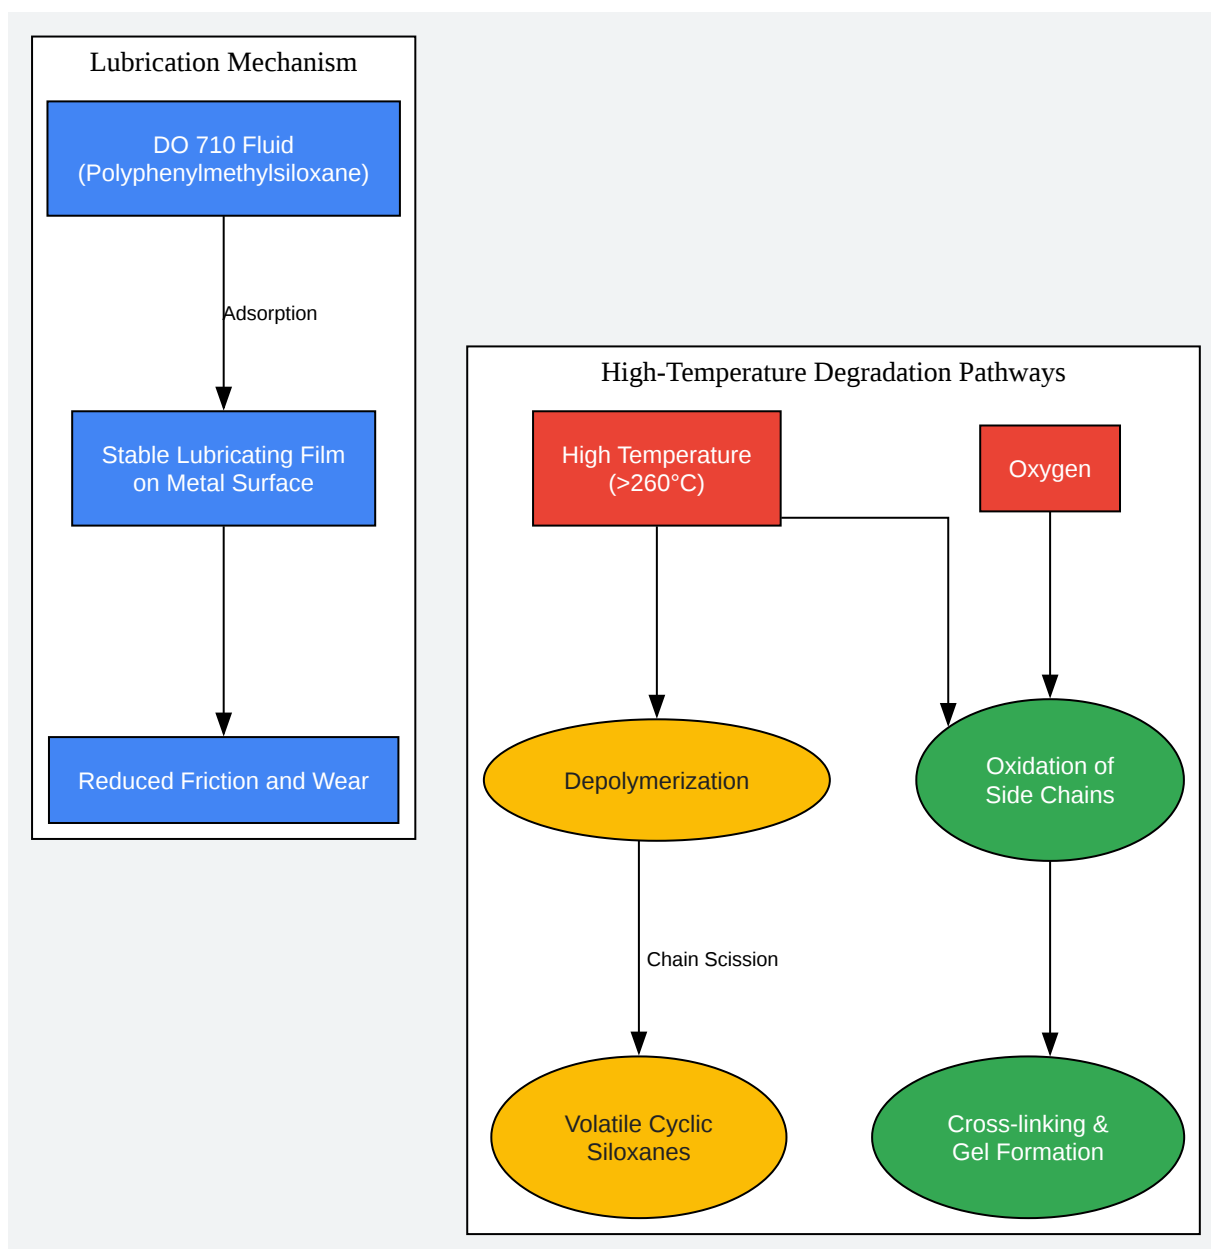 Lubrication Mechanism
DO 710 Fluid
(Polyphenylmethylsiloxane)
Adsorption
Stable Lubricating Film
on Metal Surface
Reduced Friction and Wear
High-Temperature Degradation Pathways
High Temperature
(>260°C)
Oxygen
Depolymerization
Oxidation of
Side Chains
Chain Scission
Volatile Cyclic
Siloxanes
Cross-linking &
Gel Formation